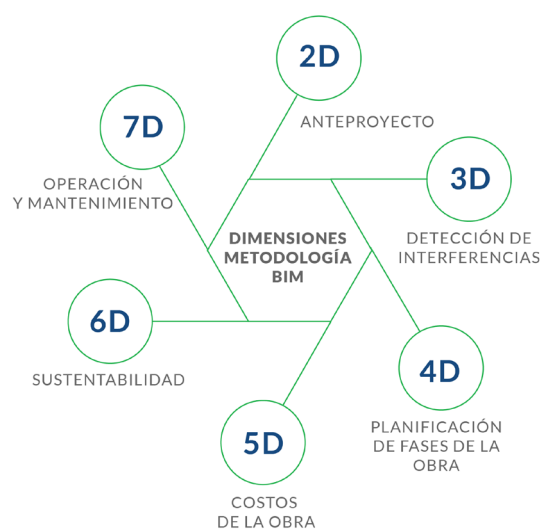 DIMENSIONES
METODOLOGÍA
BIM
2D
ANTEPROYECTO
3D
DETECCIÓN DE
INTERFERENCIAS
4D
PLANIFICACIÓN
DE FASES DE LA
OBRA
5D
COSTOS
DE LA OBRA
6D
SUSTENTABILIDAD
7D
OPERACIÓN
Y MANTENIMIENTO